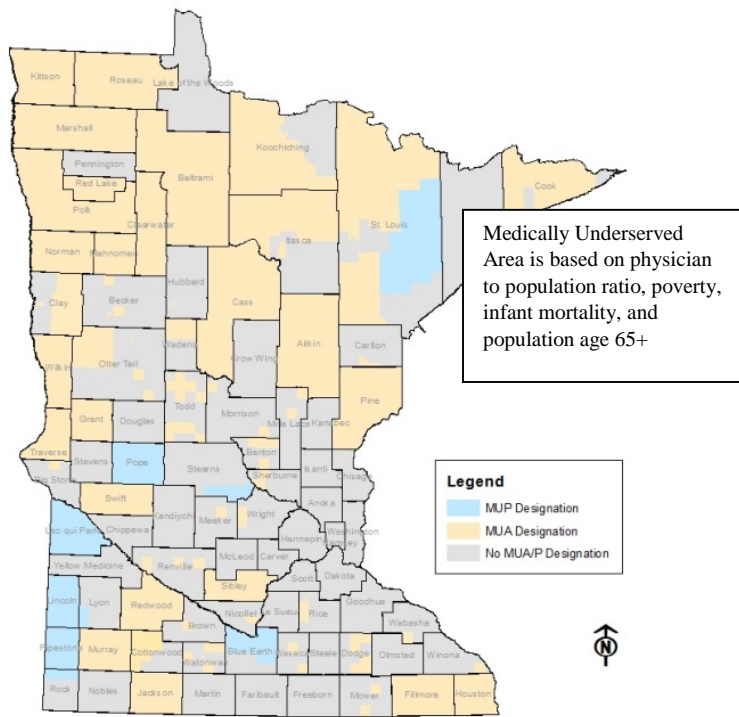 Kittson
Roseau
Lake of the Woods
Marshall
Koochiching
Pennington
Red Lake
Beltrami
Cook
Polk
Clearwater
St. Louis
Itasca
Norman
Mahnomen
Hubbard
Cass
Clay
Becker
Medically Underserved
Area is based on physician
to population ratio, poverty,
infant mortality, and
population age 65+
Wadena
Crow Wing
Aitkin
Carlton
Wilkin
Otter Tail
Pine
Todd
Morrison
Mille Lacs
Kanabec
Grant
Douglas
Benton
Traverse
Stevens
Pope
Stearns
Sherburne
Isanti
Chisago
Big Stone
Swift
Anoka
Kandiyohi
Meeker
Wright
Washington
Hennepin
Ramsey
Lac qui Parle
Chippewa
McLeod
Carver
Yellow Medicine
Renville
Scott
Dakota
Sibley
Lincoln
Lyon
Redwood
Nicollet
Le Sueur
Rice
Goodhue
Wabasha
Brown
Pipestone
Murray
Cottonwood
Watonwan
Blue Earth
Waseca
Steele
Dodge
Olmsted
Winona
Rock
Nobles
Jackson
Martin
Faribault
Freeborn
Mower
Fillmore
Houston
Legend
MUP Designation
MUA Designation
No MUA/P Designation
N